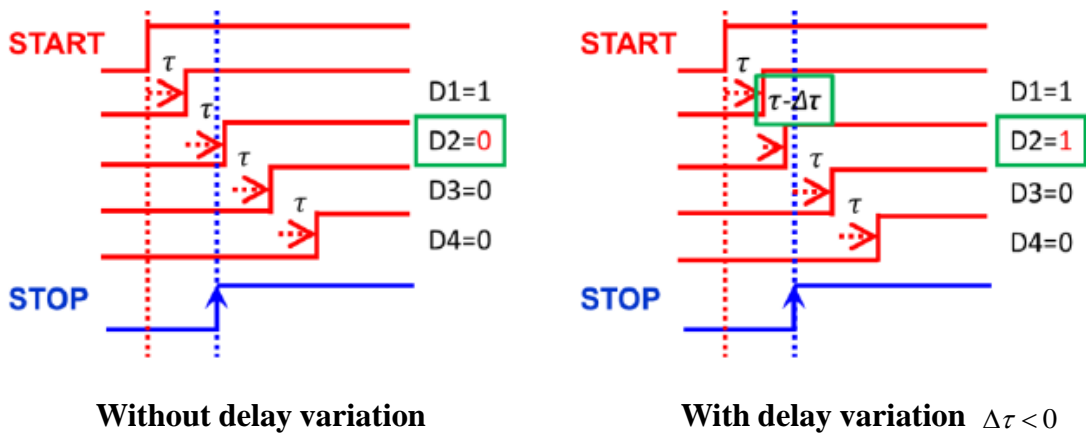 START
τ
τ
τ
τ
D1=1
D2=0
D3=0
D4=0
STOP
Without delay variation
START
τ
τ-Δτ
τ
τ
D1=1
D2=1
D3=0
D4=0
STOP
With delay variation Δτ < 0